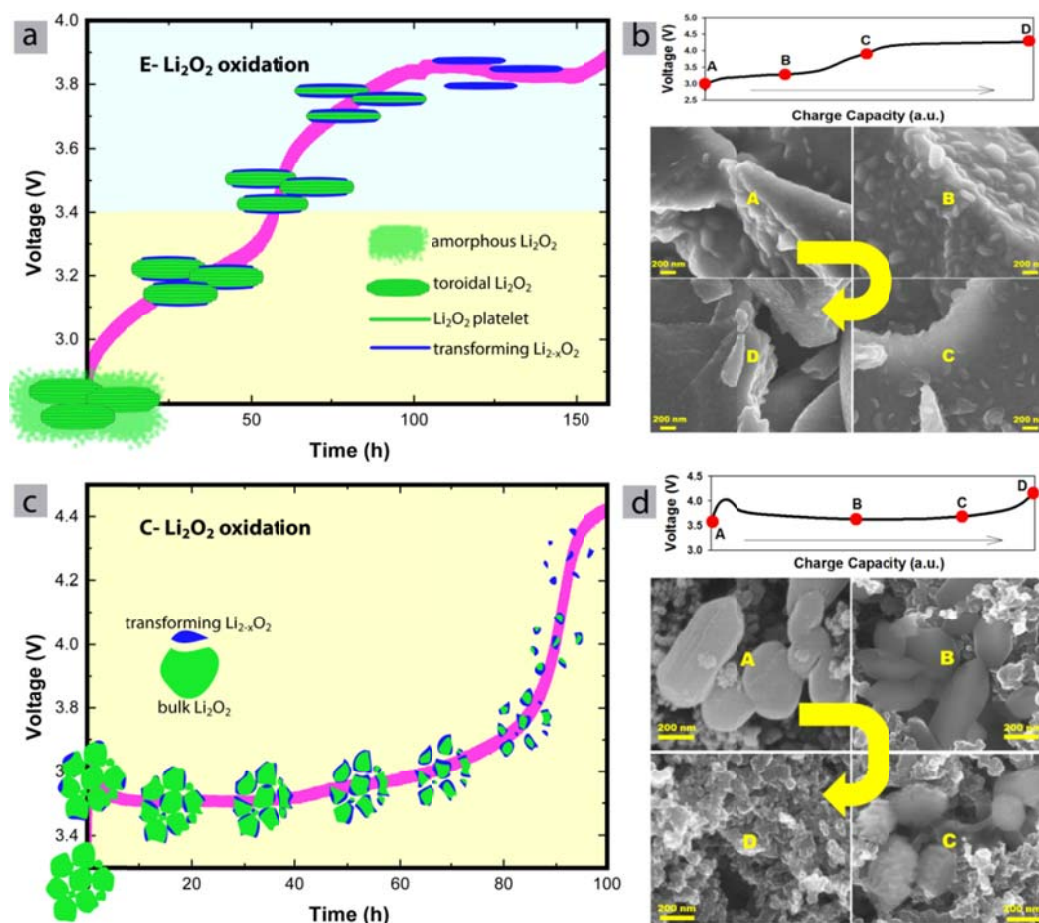 a
E- Li₂O₂ oxidation
Voltage (V)
4.0
3.8
3.6
3.4
3.2
3.0
50
100
150
Time (h)
amorphous Li₂O₂
toroidal Li₂O₂
Li₂O₂ platelet
transforming Li₂₋ₓO₂
b
Voltage (V)
5.0
4.5
4.0
3.5
3.0
2.5
A
B
C
D
Charge Capacity (a.u.)
A
B
200 nm
200 nm
D
C
200 nm
200 nm
c
C- Li₂O₂ oxidation
Voltage (V)
4.4
4.2
4.0
3.8
3.4
transforming Li₂₋ₓO₂
bulk Li₂O₂
0
20
40
60
80
100
Time (h)
d
Voltage (V)
4.5
4.0
3.5
3.0
A
B
C
D
Charge Capacity (a.u.)
A
B
200 nm
200 nm
D
C
200 nm
200 nm